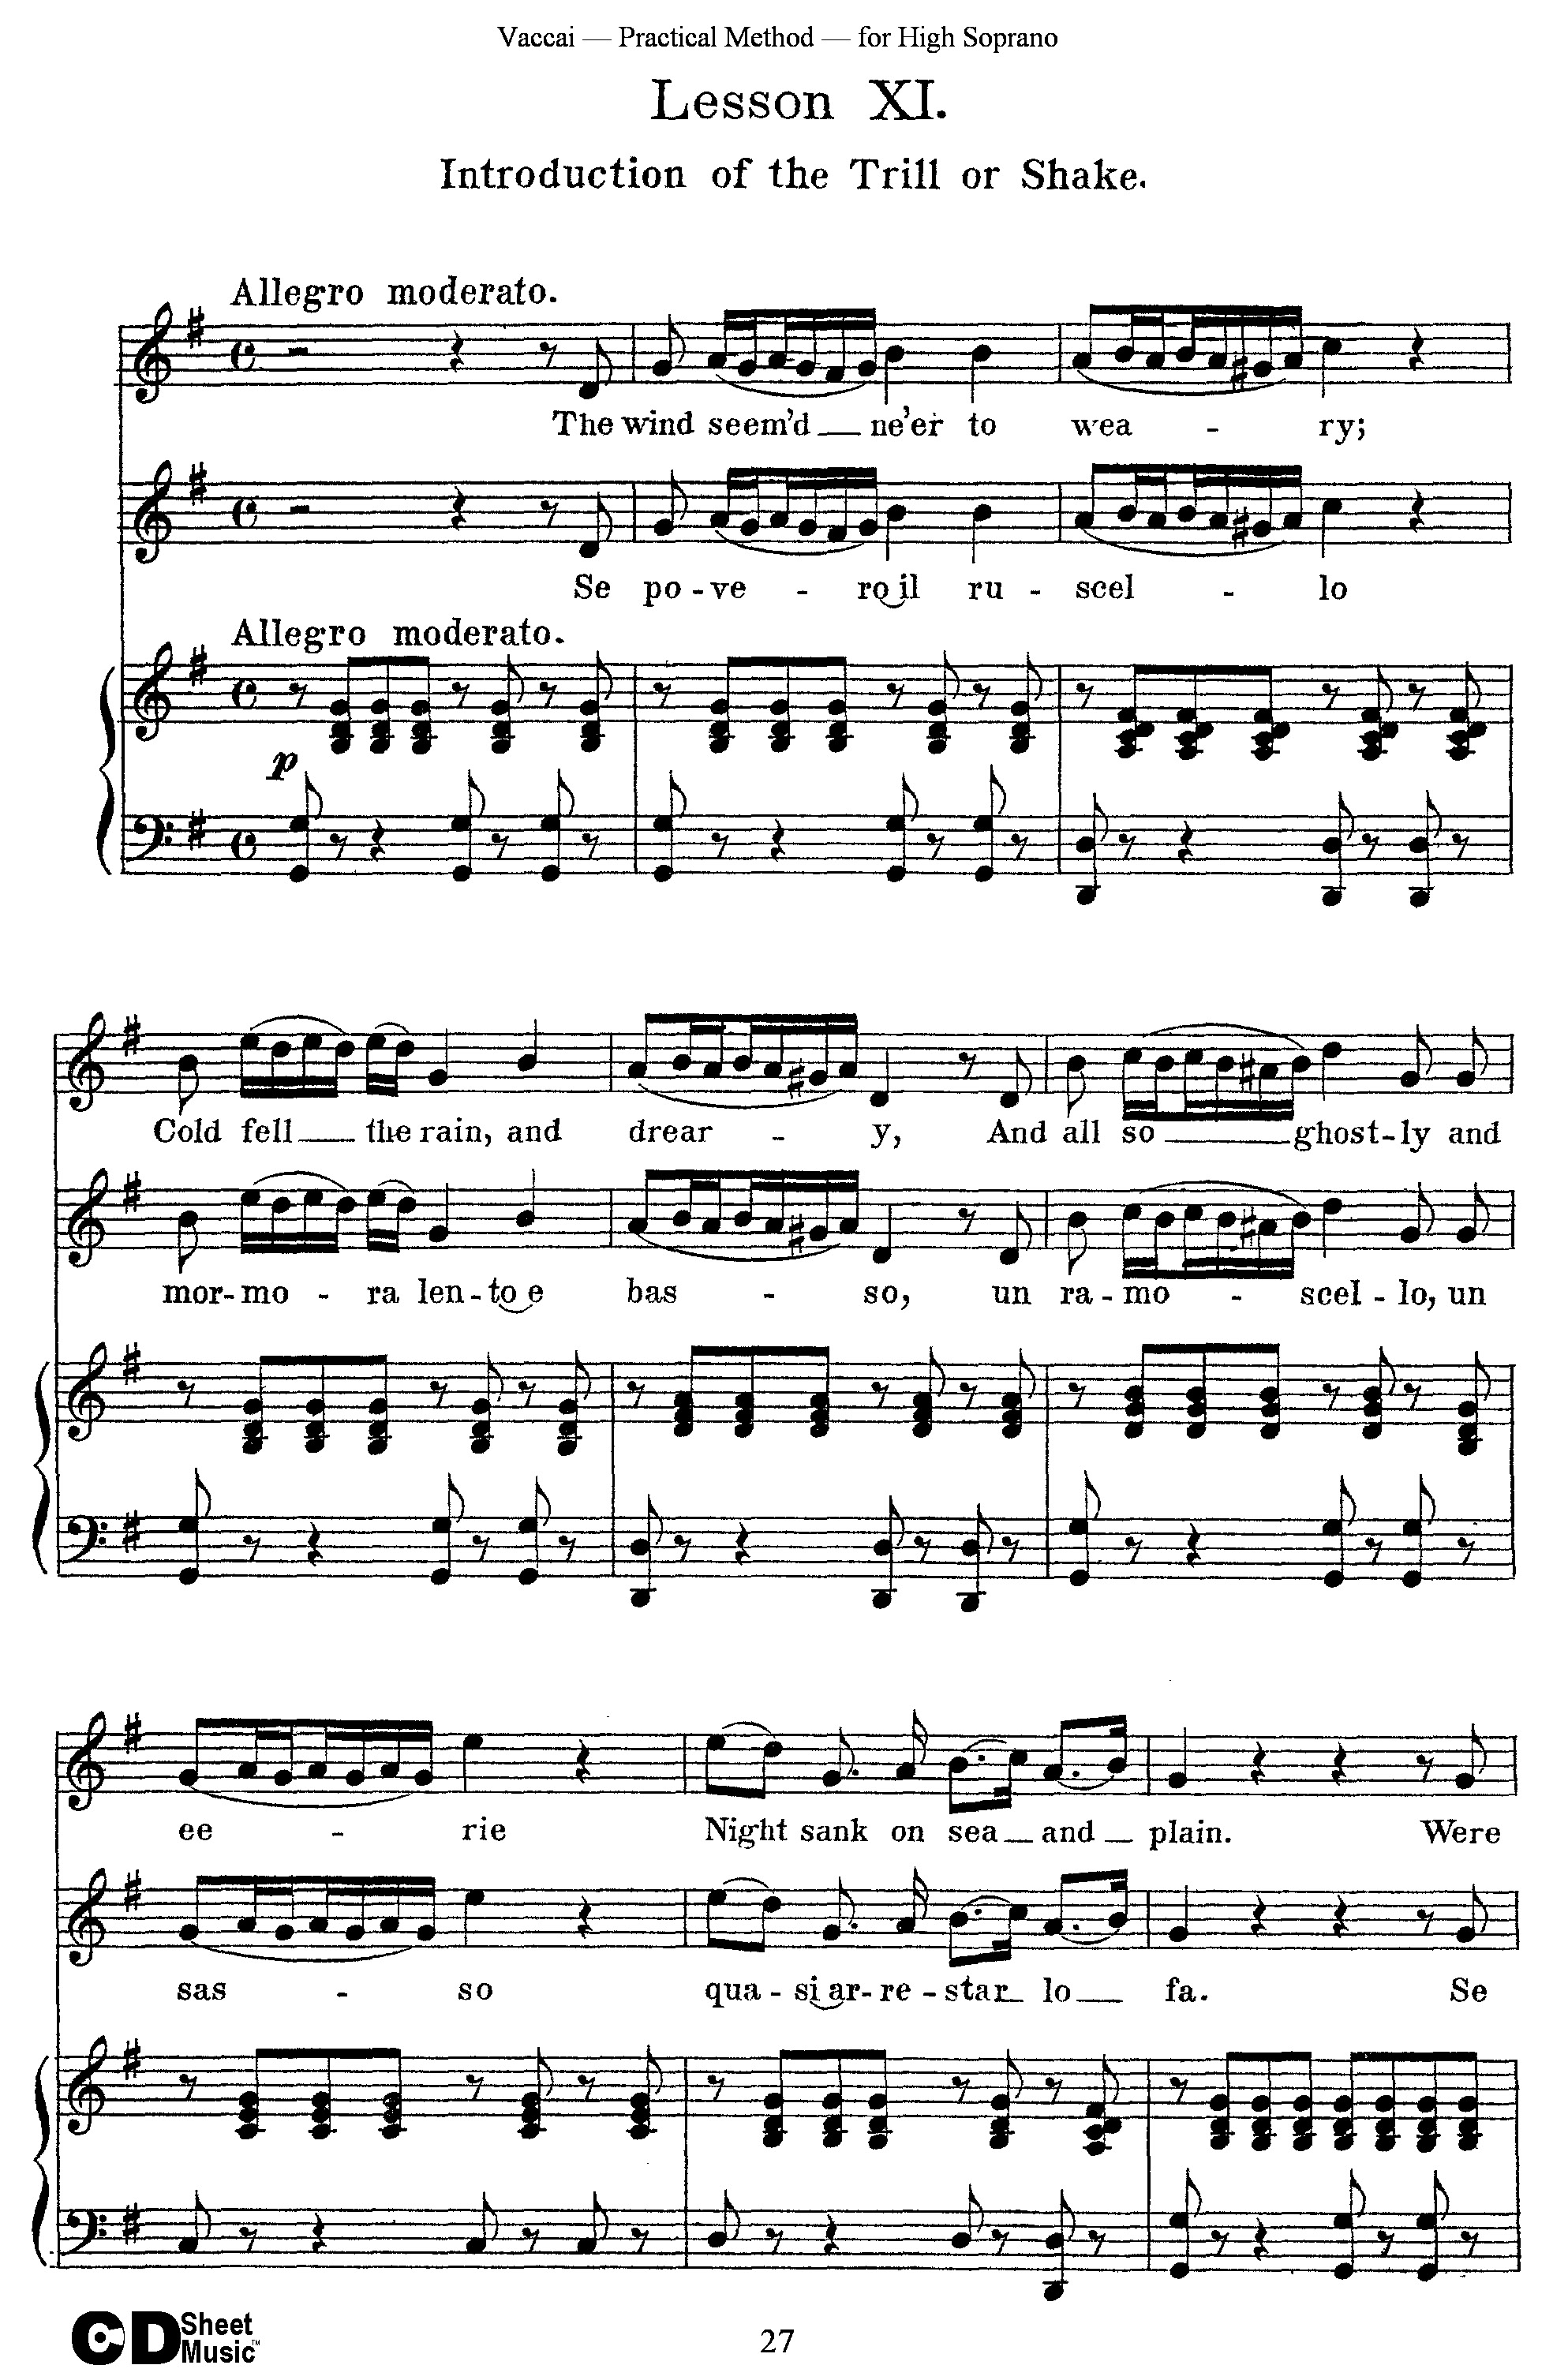 Vaccai — Practical Method — for High Soprano
Lesson XI.
Introduction of the Trill or Shake.
Allegro moderato.
The wind seem'd ne'er to wea - ry;
Se po - ve - ro il ru - scel - lo
Allegro moderato.
p
Cold fell the rain, and drear - y, And all so ghost - ly and
mor - mo - ra len - to e bas - so, un ra - mo - scel - lo, un
ee - rie Night sank on sea and plain. Were
sas - so qua - si ar - re - star lo fa. Se
CD Sheet Music™
27